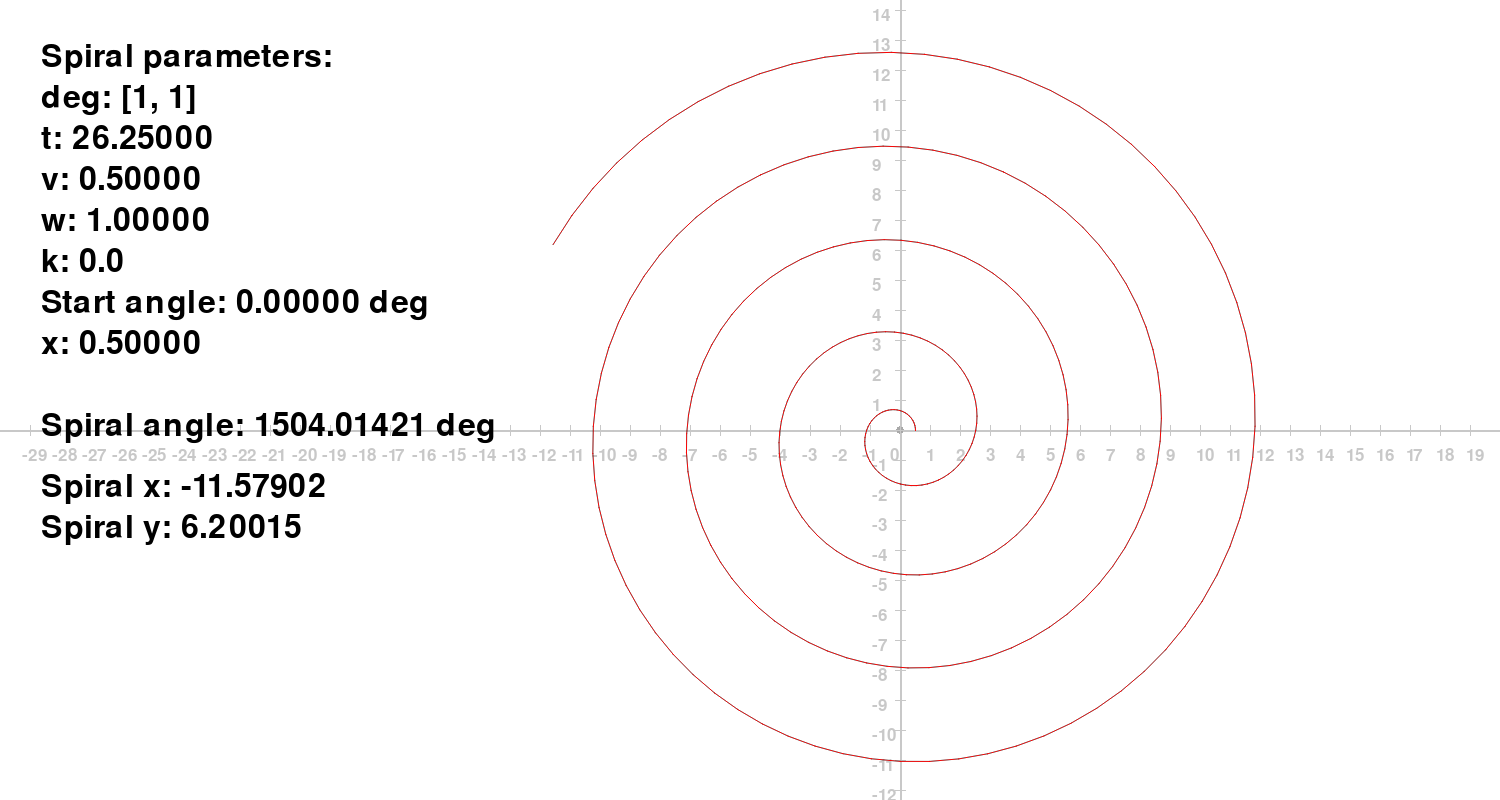 Spiral parameters:
deg: [1, 1]
t: 26.25000
v: 0.50000
w: 1.00000
k: 0.0
Start angle: 0.00000 deg
x: 0.50000
Spiral angle: 1504.01421 deg
Spiral x: -11.57902
Spiral y: 6.20015
14
13
12
11
10
9
8
7
6
5
4
3
2
1
-29 -28 -27 -26 -25 -24 -23 -22 -21 -20 -19 -18 -17 -16 -15 -14 -13 -12 -11 -10 -9 -8 -7 -6 -5 -4 -3 -2 -1 0 1 2 3 4 5 6 7 8 9 10 11 12 13 14 15 16 17 18 19
-1
-2
-3
-4
-5
-6
-7
-8
-9
-10
-11
-12